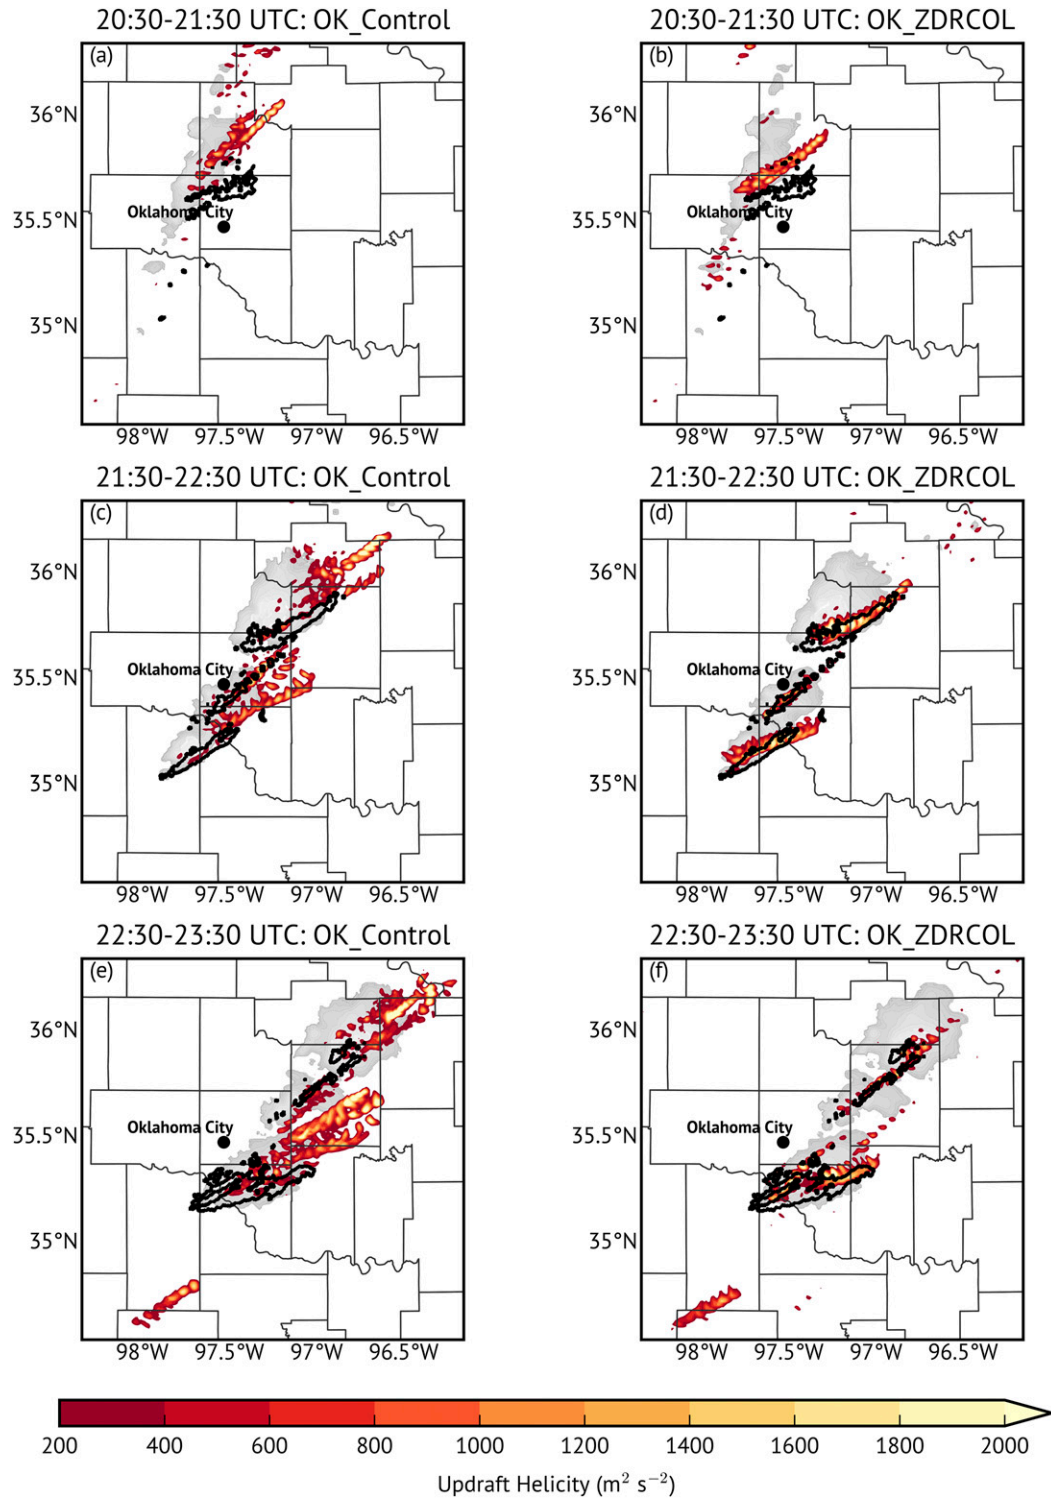 20:30-21:30 UTC: OK_Control
20:30-21:30 UTC: OK_ZDRCOL
(a)
(b)
36°N
36°N
35.5°N
35.5°N
Oklahoma City
Oklahoma City
35°N
35°N
98°W 97.5°W 97°W 96.5°W
98°W 97.5°W 97°W 96.5°W
21:30-22:30 UTC: OK_Control
21:30-22:30 UTC: OK_ZDRCOL
(c)
(d)
36°N
36°N
Oklahoma City
Oklahoma City
35.5°N
35.5°N
35°N
35°N
98°W 97.5°W 97°W 96.5°W
98°W 97.5°W 97°W 96.5°W
22:30-23:30 UTC: OK_Control
22:30-23:30 UTC: OK_ZDRCOL
(e)
(f)
36°N
36°N
Oklahoma City
Oklahoma City
35.5°N
35.5°N
35°N
35°N
98°W 97.5°W 97°W 96.5°W
98°W 97.5°W 97°W 96.5°W
200 400 600 800 1000 1200 1400 1600 1800 2000
Updraft Helicity (m² s⁻²)